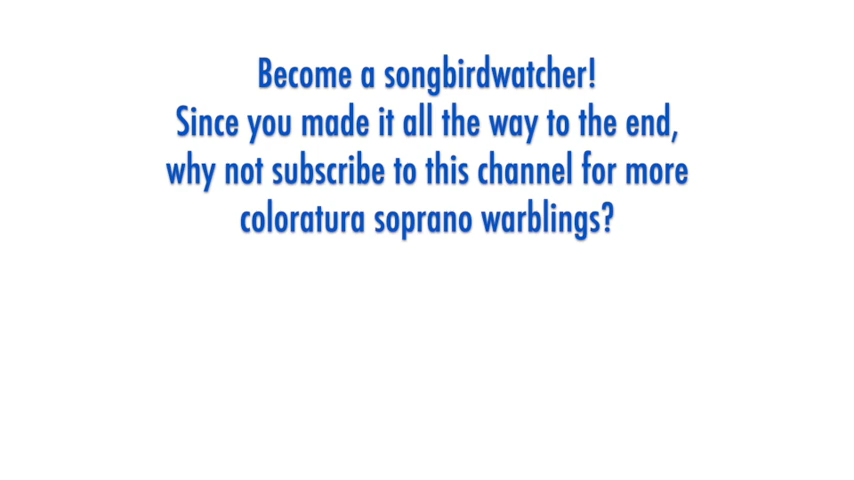 Become a songbirdwatcher!
Since you made it all the way to the end,
why not subscribe to this channel for more
coloratura soprano warblings?